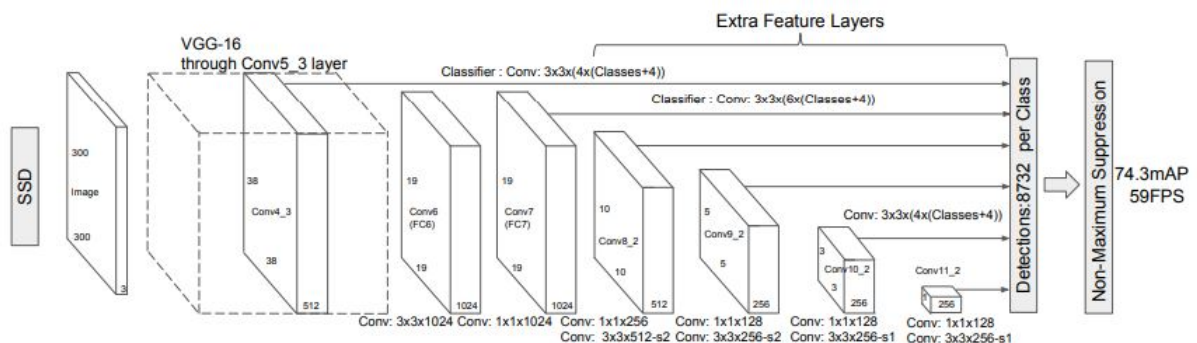 Extra Feature Layers
VGG-16
through Conv5_3 layer
Classifier : Conv: 3x3x(4x(Classes+4))
Classifier : Conv: 3x3x(6x(Classes+4))
SSD
300
Image
300
3
38
Conv4_3
38
512
19
Conv6
(FC6)
19
1024
19
Conv7
(FC7)
19
1024
10
Conv8_2
10
512
5
Conv9_2
5
256
Conv: 3x3x(4x(Classes+4))
3
Conv10_2
3
256
Conv11_2
1
256
Detections:8732 per Class
Non-Maximum Suppression
74.3mAP
59FPS
Conv: 3x3x1024
Conv: 1x1x1024
Conv: 1x1x256
Conv: 3x3x512-s2
Conv: 1x1x128
Conv: 3x3x256-s2
Conv: 1x1x128
Conv: 3x3x256-s1
Conv: 1x1x128
Conv: 3x3x256-s1